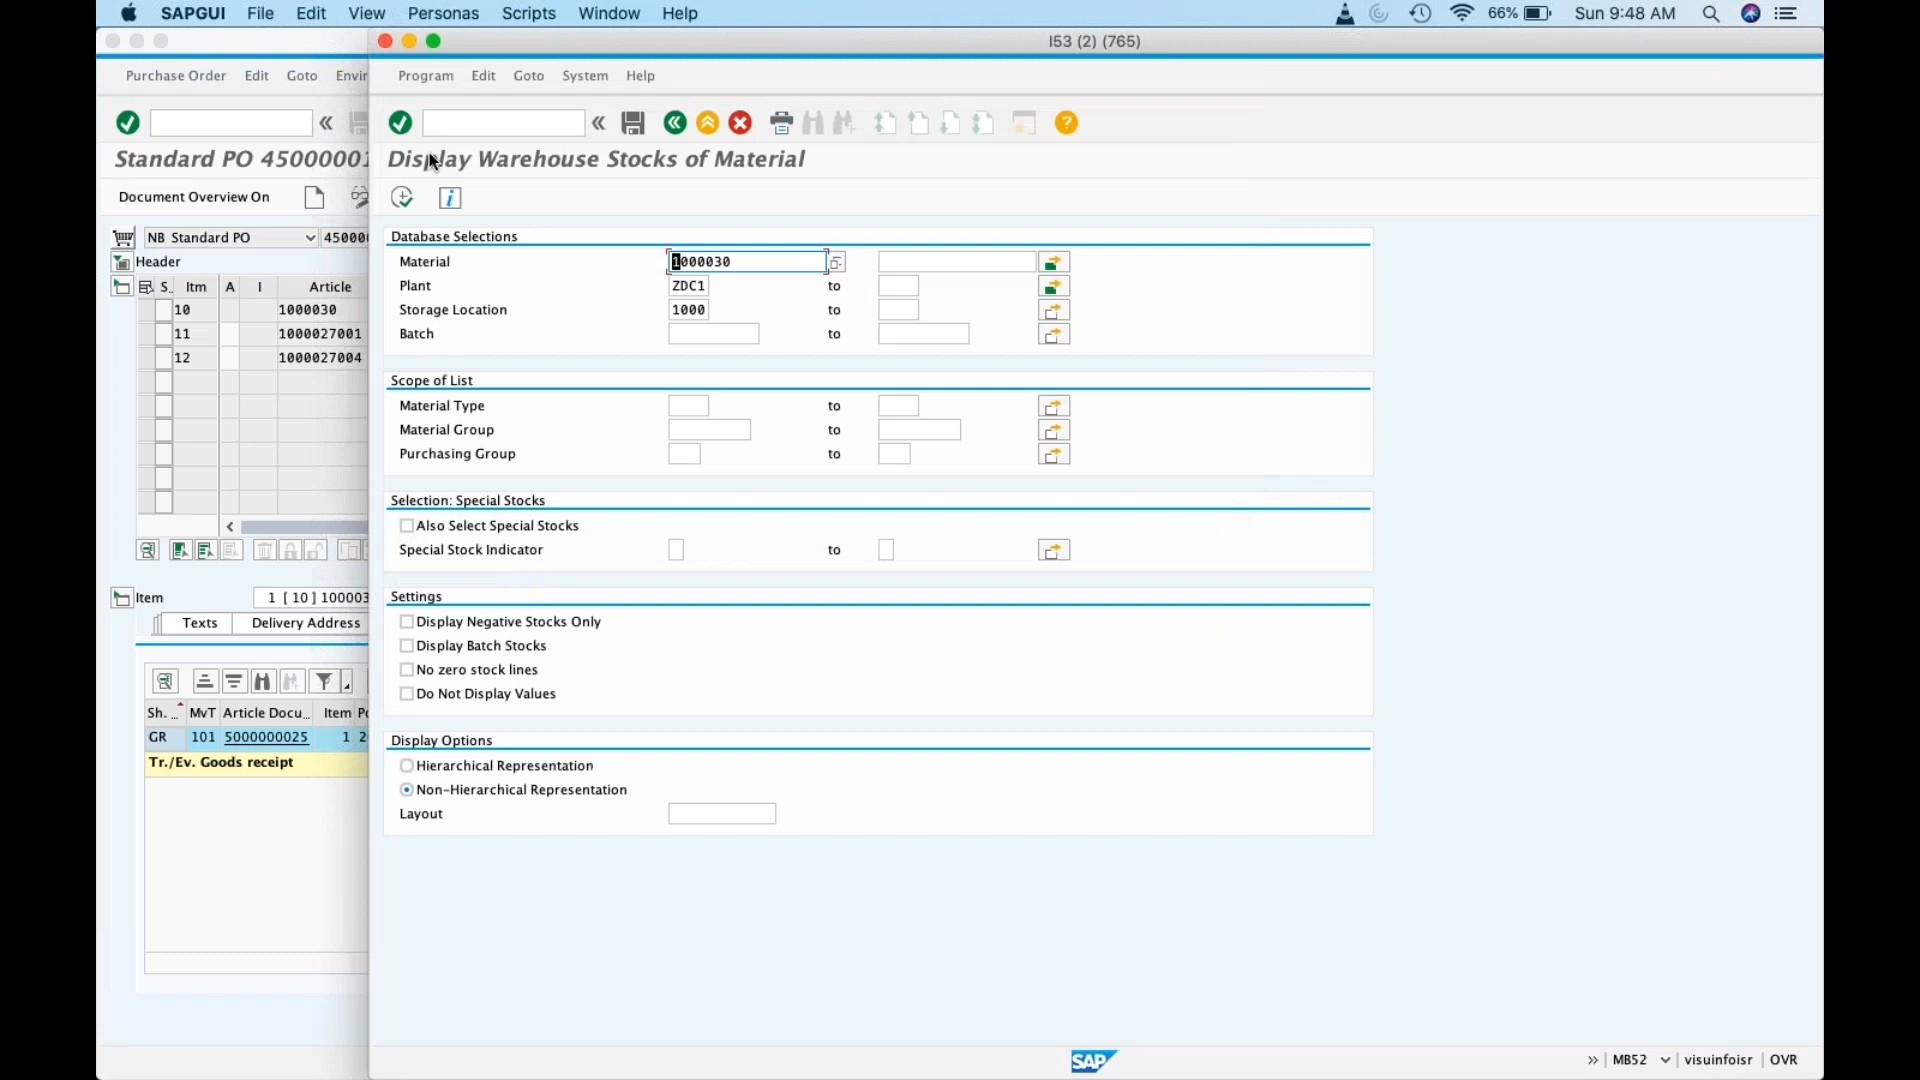 SAPGUI File Edit View Personas Scripts Window Help 66% Sun 9:48 AM
I53 (2) (765)
Purchase Order Edit Goto Envir
Program Edit Goto System Help
Standard PO 45000001
Display Warehouse Stocks of Material
Document Overview On
NB Standard PO 45000
Header
S.. Itm A I Article
10 1000030
11 1000027001
12 1000027004
Item 1 [ 10 ] 100003
Texts Delivery Address
Sh. .. MvT Article Docu... Item Po
GR 101 5000000025 1 2
Tr./Ev. Goods receipt
Database Selections
Material 1000030
Plant ZDC1 to
Storage Location 1000 to
Batch to
Scope of List
Material Type to
Material Group to
Purchasing Group to
Selection: Special Stocks
Also Select Special Stocks
Special Stock Indicator to
Settings
Display Negative Stocks Only
Display Batch Stocks
No zero stock lines
Do Not Display Values
Display Options
Hierarchical Representation
Non-Hierarchical Representation
Layout
SAP
MB52 visuinfoisr OVR